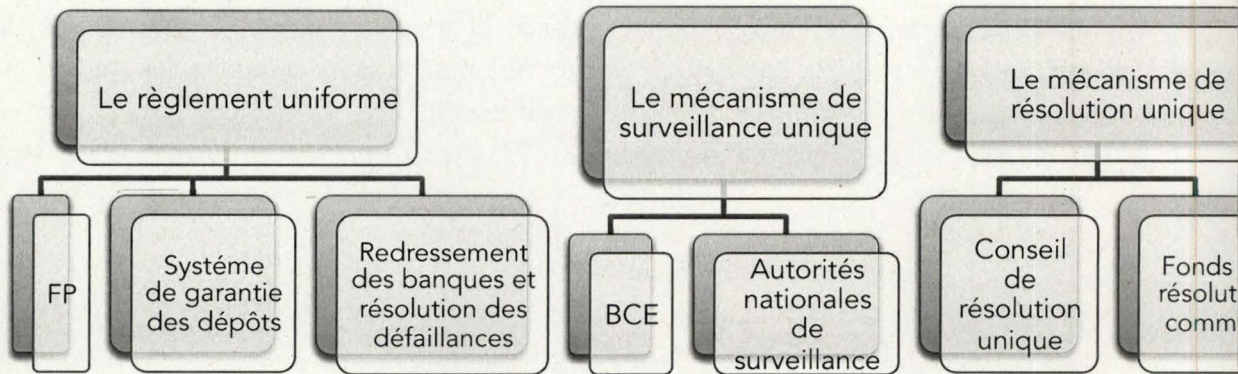 Le règlement uniforme
FP
Systéme
de garantie
des dépôts
Redressement
des banques et
résolution des
défaillances
Le mécanisme de
surveillance unique
BCE
Autorités
nationales
de
surveillance
Le mécanisme de
résolution unique
Conseil
de
résolution
unique
Fonds